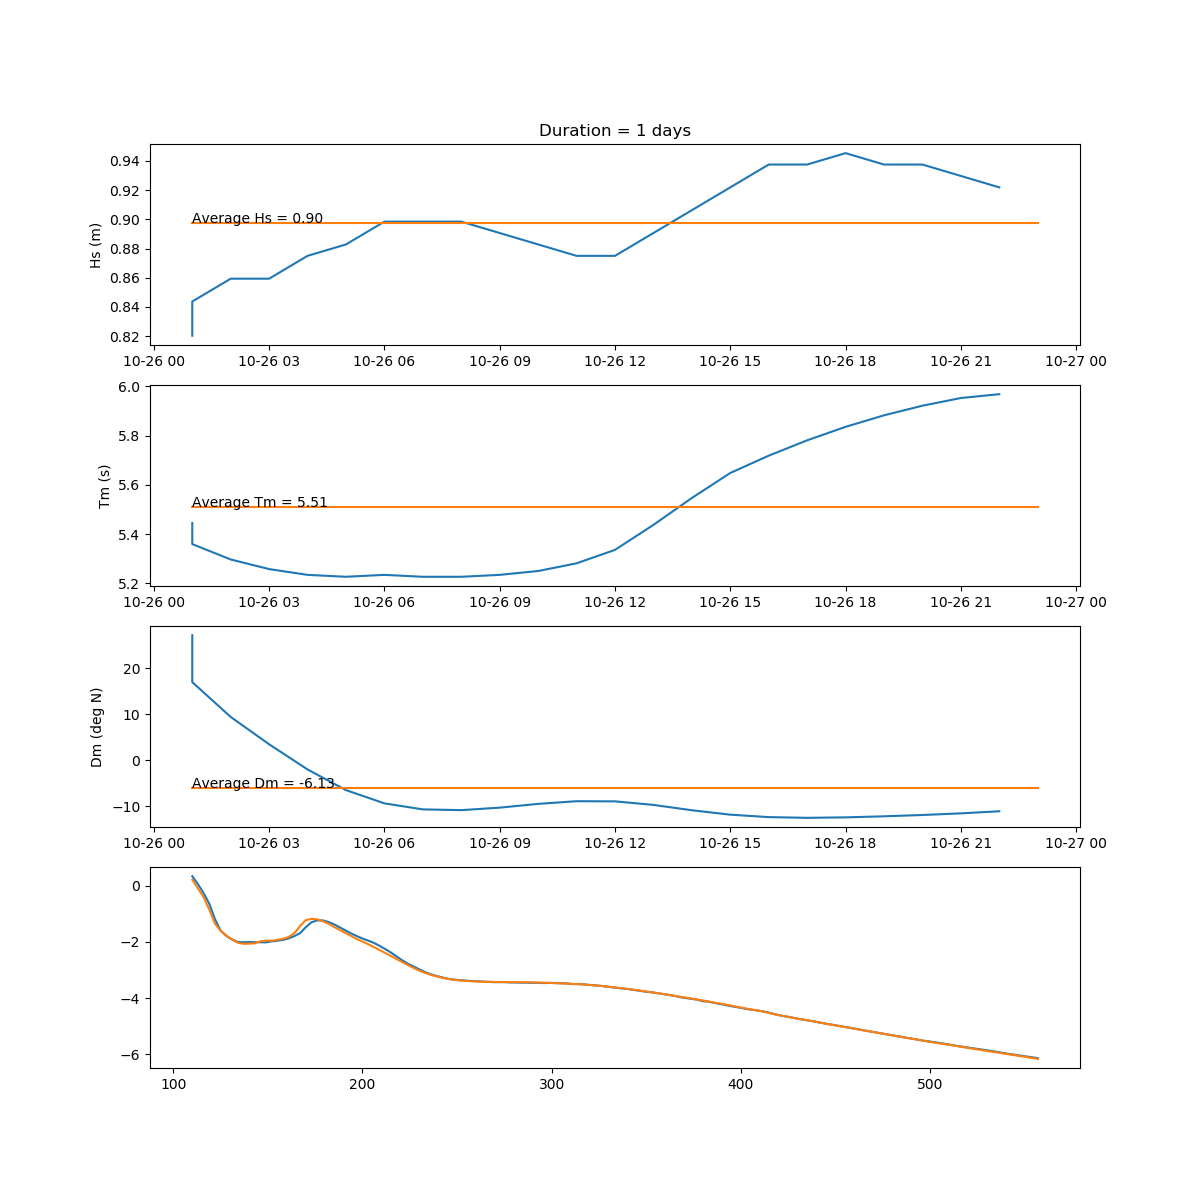 Duration = 1 days
0.94
0.92
0.90
0.88
0.86
0.84
0.82
Hs (m)
Average Hs = 0.90
10-26 00 10-26 03 10-26 06 10-26 09 10-26 12 10-26 15 10-26 18 10-26 21 10-27 00
6.0
5.8
5.6
5.4
5.2
Tm (s)
Average Tm = 5.51
10-26 00 10-26 03 10-26 06 10-26 09 10-26 12 10-26 15 10-26 18 10-26 21 10-27 00
20
10
0
−10
Dm (deg N)
Average Dm = -6.13
10-26 00 10-26 03 10-26 06 10-26 09 10-26 12 10-26 15 10-26 18 10-26 21 10-27 00
0
−2
−4
−6
100 200 300 400 500